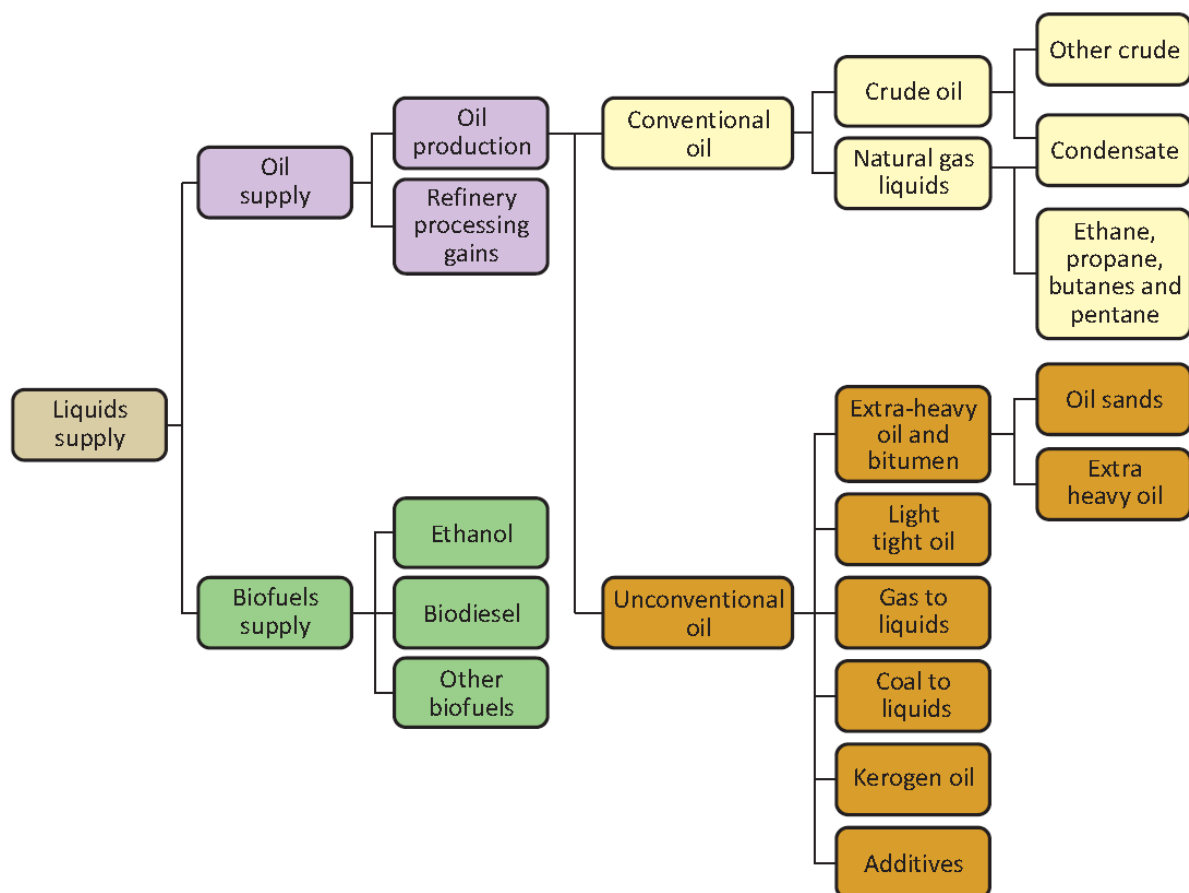 Liquids
supply
Oil
supply
Oil
production
Refinery
processing
gains
Biofuels
supply
Ethanol
Biodiesel
Other
biofuels
Conventional
oil
Crude oil
Natural gas
liquids
Other crude
Condensate
Ethane,
propane,
butanes and
pentane
Unconventional
oil
Extra-heavy
oil and
bitumen
Oil sands
Extra
heavy oil
Light
tight oil
Gas to
liquids
Coal to
liquids
Kerogen oil
Additives